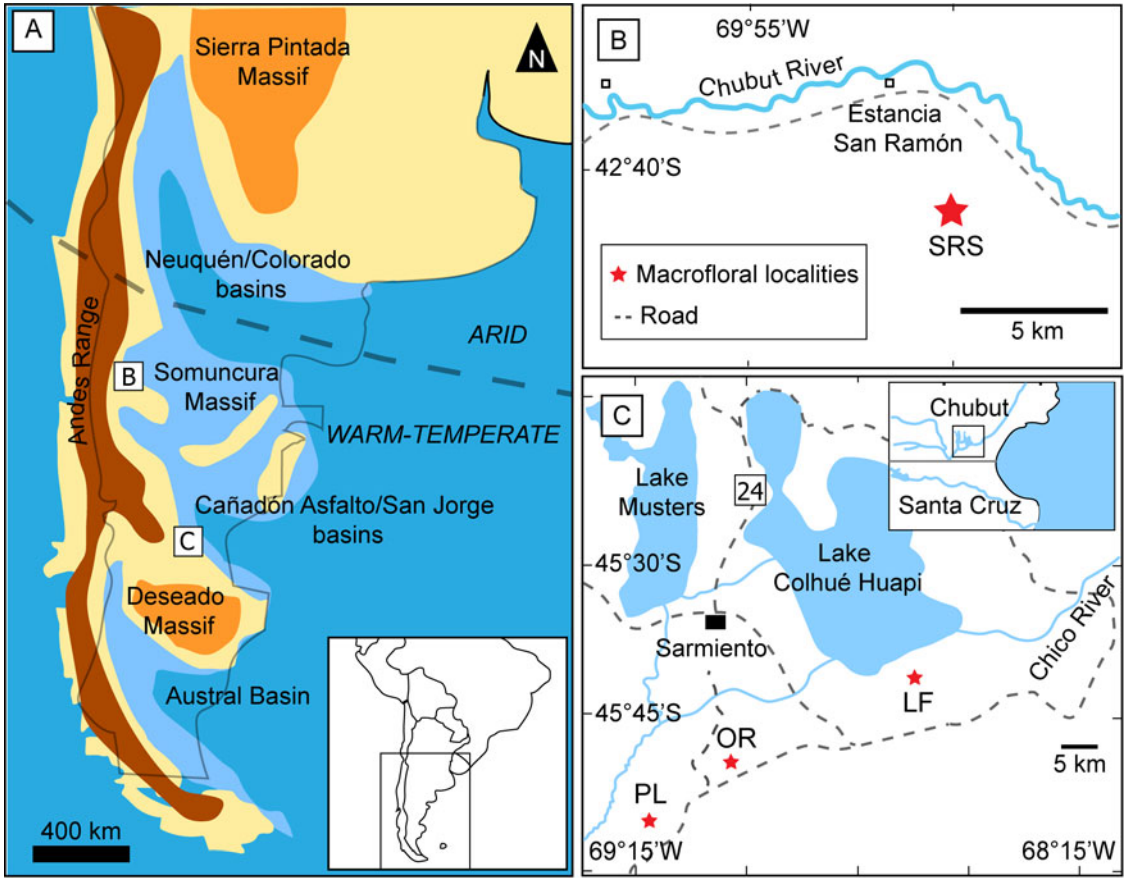 A
Sierra Pintada
Massif
N
Neuquén/Colorado
basins
ARID
Andes Range
B
Somuncura
Massif
WARM-TEMPERATE
Cañadón Asfalto/San Jorge
basins
C
Deseado
Massif
Austral Basin
400 km
B
69°55’W
Chubut River
Estancia
San Ramón
42°40’S
SRS
Macrofloral localities
Road
5 km
C
Chubut
Santa Cruz
Lake
Musters
24
45°30’S
Lake
Colhué Huapi
Sarmiento
Chico River
45°45’S
LF
OR
5 km
PL
69°15’W
68°15’W